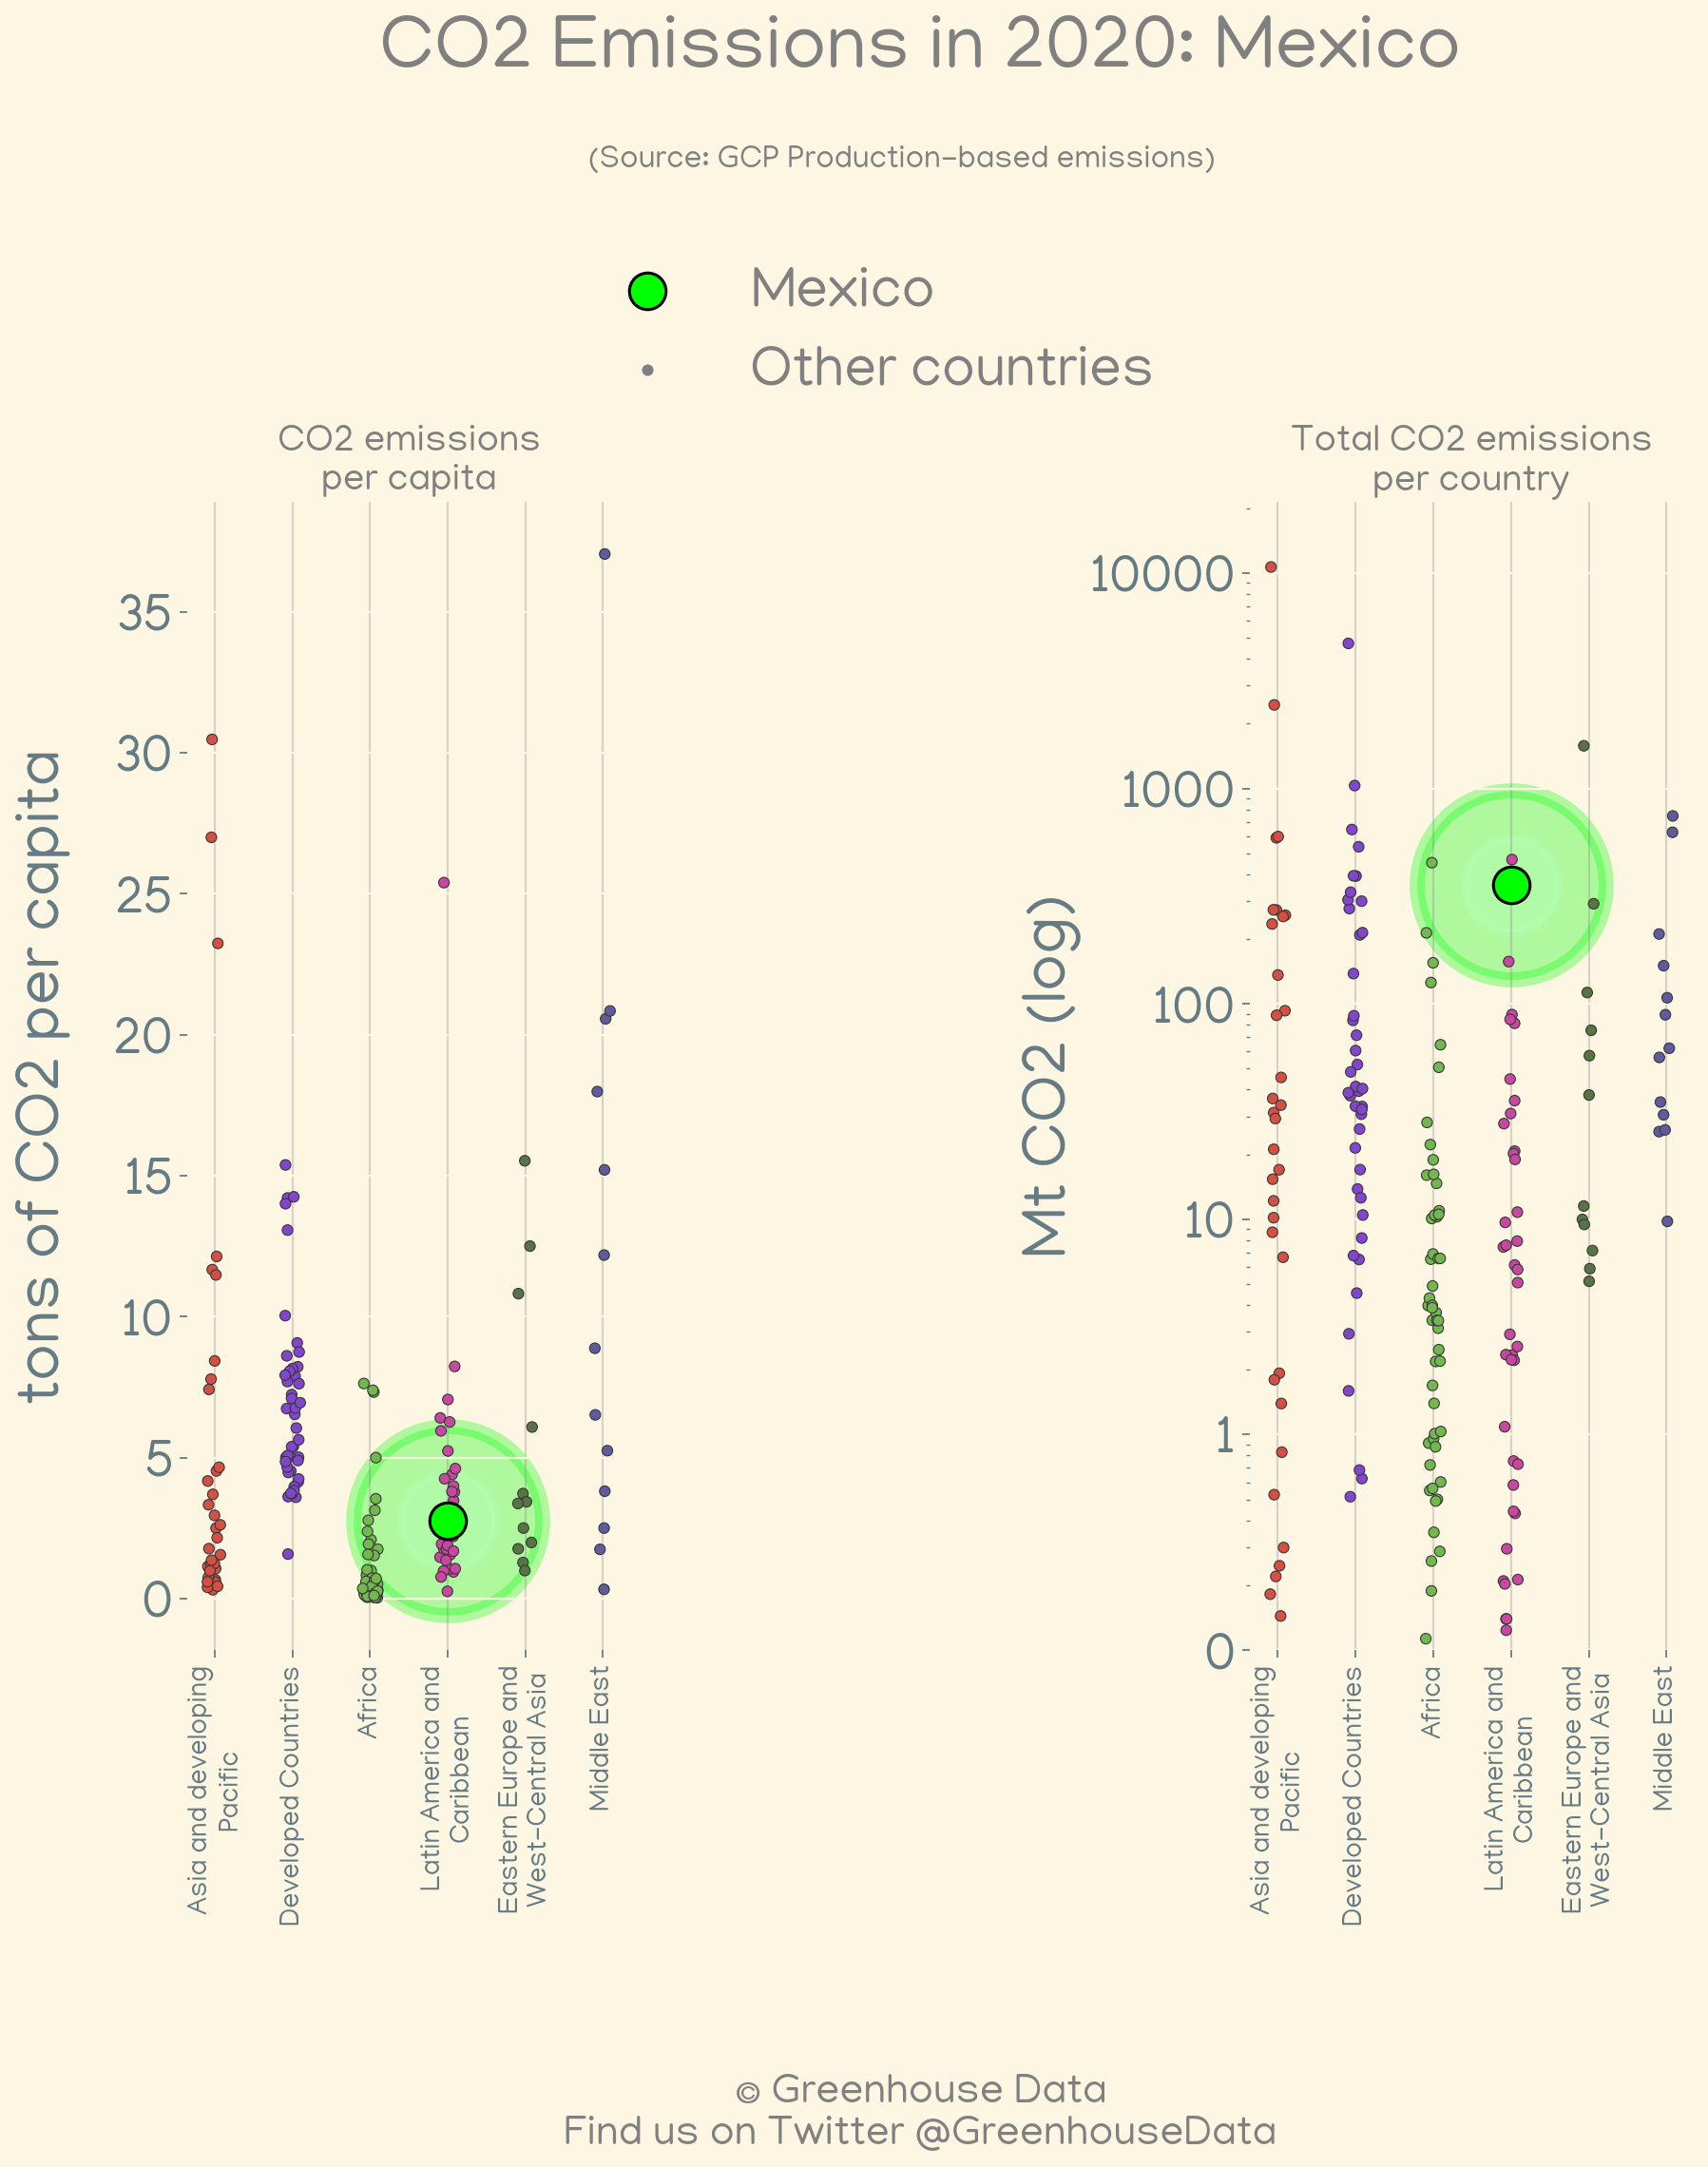 CO2 Emissions in 2020: Mexico
(Source: GCP Production-based emissions)
Mexico
Other countries
CO2 emissions
per capita
tons of CO2 per capita
35
30
25
20
15
10
5
0
Asia and developing
Pacific
Developed Countries
Africa
Latin America and
Caribbean
Eastern Europe and
West-Central Asia
Middle East
Total CO2 emissions
per country
Mt CO2 (log)
10000
1000
100
10
1
0
Asia and developing
Pacific
Developed Countries
Africa
Latin America and
Caribbean
Eastern Europe and
West-Central Asia
Middle East
© Greenhouse Data
Find us on Twitter @GreenhouseData